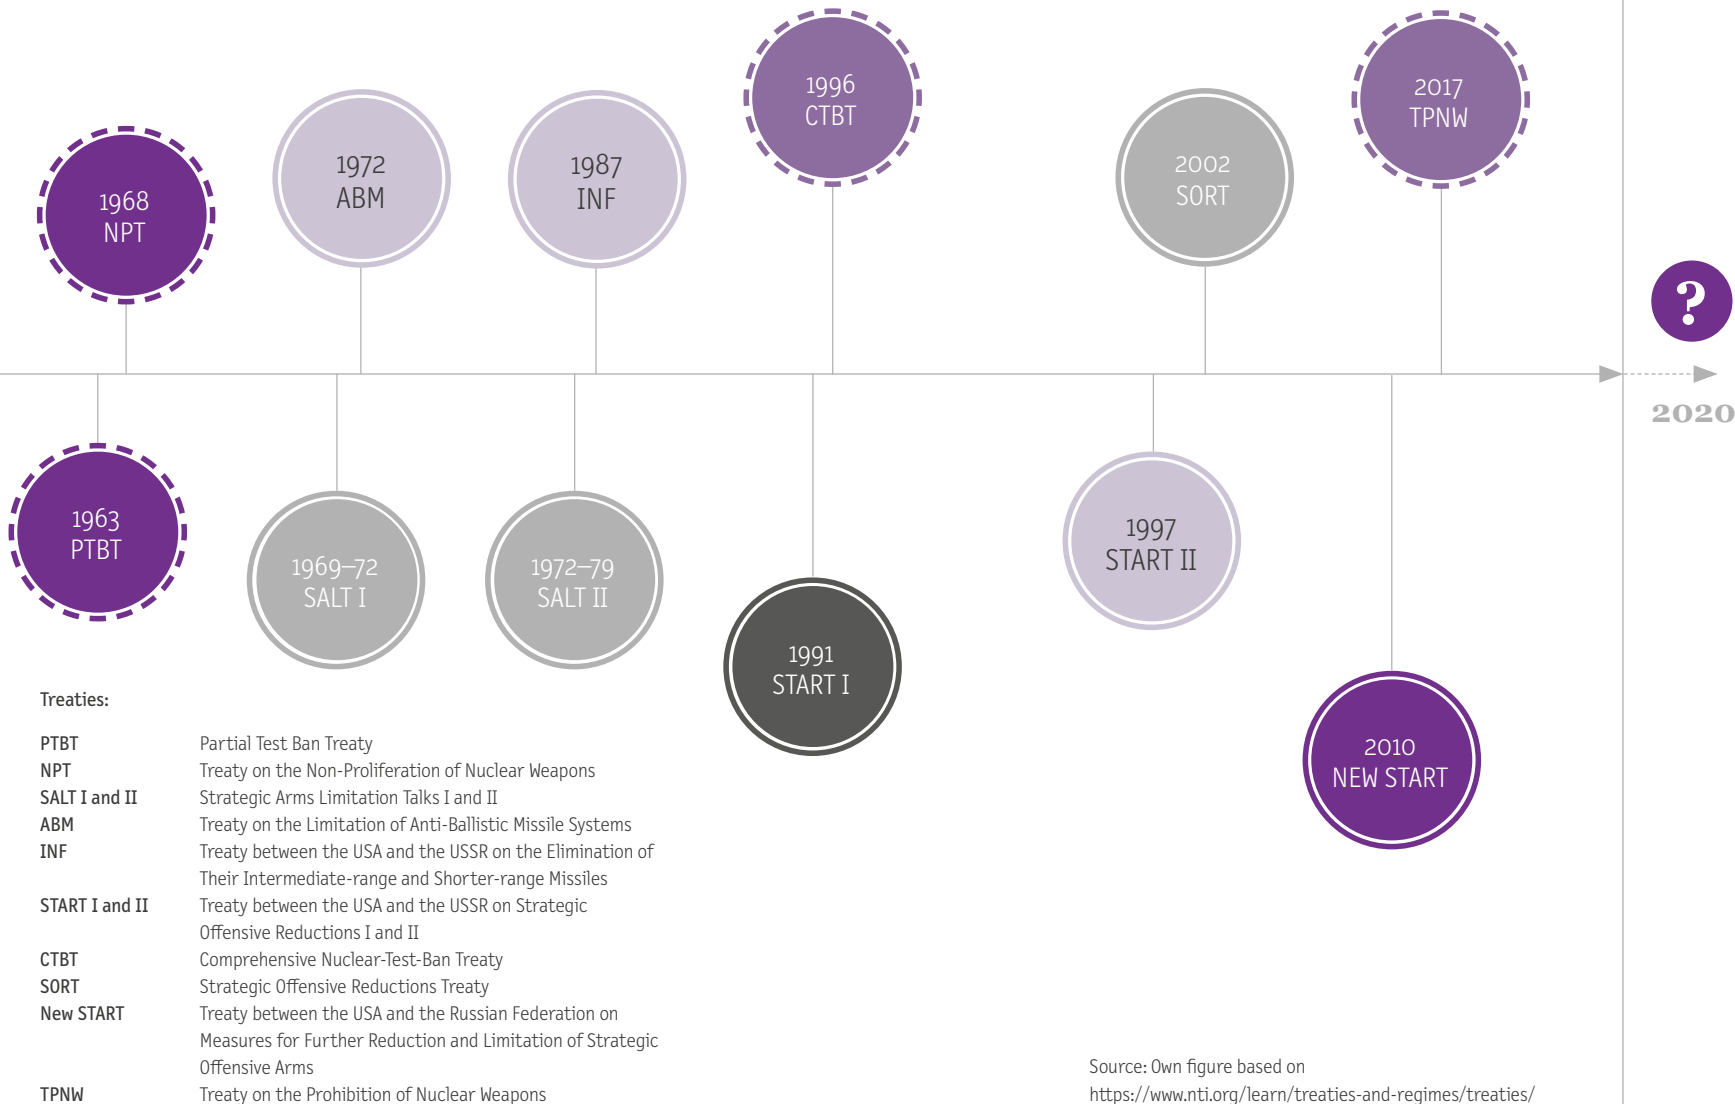 1996
CTBT
2017
TPNW
1972
ABM
1987
INF
2002
SORT
1968
NPT
?
2020
1963
PTBT
1969–72
SALT I
1972–79
SALT II
1997
START II
1991
START I
2010
NEW START
Treaties:
PTBT Partial Test Ban Treaty
NPT Treaty on the Non-Proliferation of Nuclear Weapons
SALT I and II Strategic Arms Limitation Talks I and II
ABM Treaty on the Limitation of Anti-Ballistic Missile Systems
INF Treaty between the USA and the USSR on the Elimination of
Their Intermediate-range and Shorter-range Missiles
START I and II Treaty between the USA and the USSR on Strategic
Offensive Reductions I and II
CTBT Comprehensive Nuclear-Test-Ban Treaty
SORT Strategic Offensive Reductions Treaty
New START Treaty between the USA and the Russian Federation on
Measures for Further Reduction and Limitation of Strategic
Offensive Arms
TPNW Treaty on the Prohibition of Nuclear Weapons
Source: Own figure based on
https://www.nti.org/learn/treaties-and-regimes/treaties/